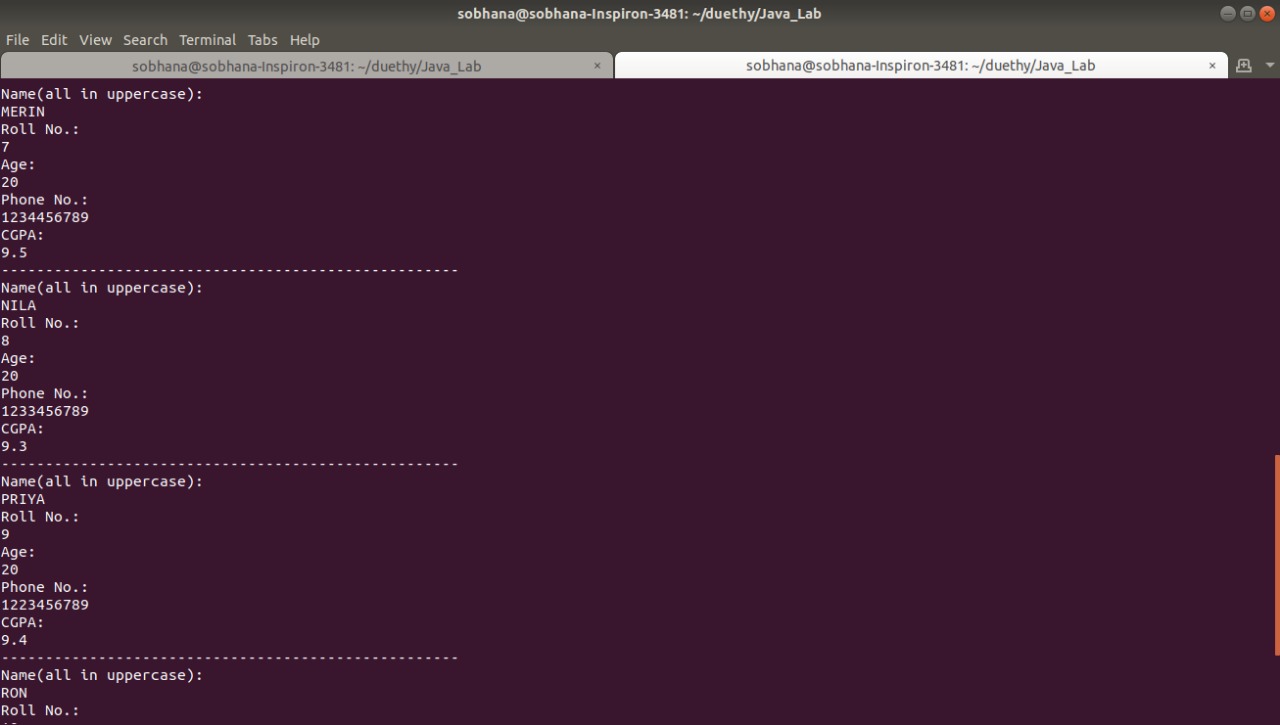 sobhana@sobhana-Inspiron-3481: ~/duethy/Java_Lab
File Edit View Search Terminal Tabs Help
sobhana@sobhana-Inspiron-3481: ~/duethy/Java_Lab × sobhana@sobhana-Inspiron-3481: ~/duethy/Java_Lab ×
Name(all in uppercase):
MERIN
Roll No.:
7
Age:
20
Phone No.:
1234456789
CGPA:
9.5
----------------------------------------------------
Name(all in uppercase):
NILA
Roll No.:
8
Age:
20
Phone No.:
1233456789
CGPA:
9.3
----------------------------------------------------
Name(all in uppercase):
PRIYA
Roll No.:
9
Age:
20
Phone No.:
1223456789
CGPA:
9.4
----------------------------------------------------
Name(all in uppercase):
RON
Roll No.: